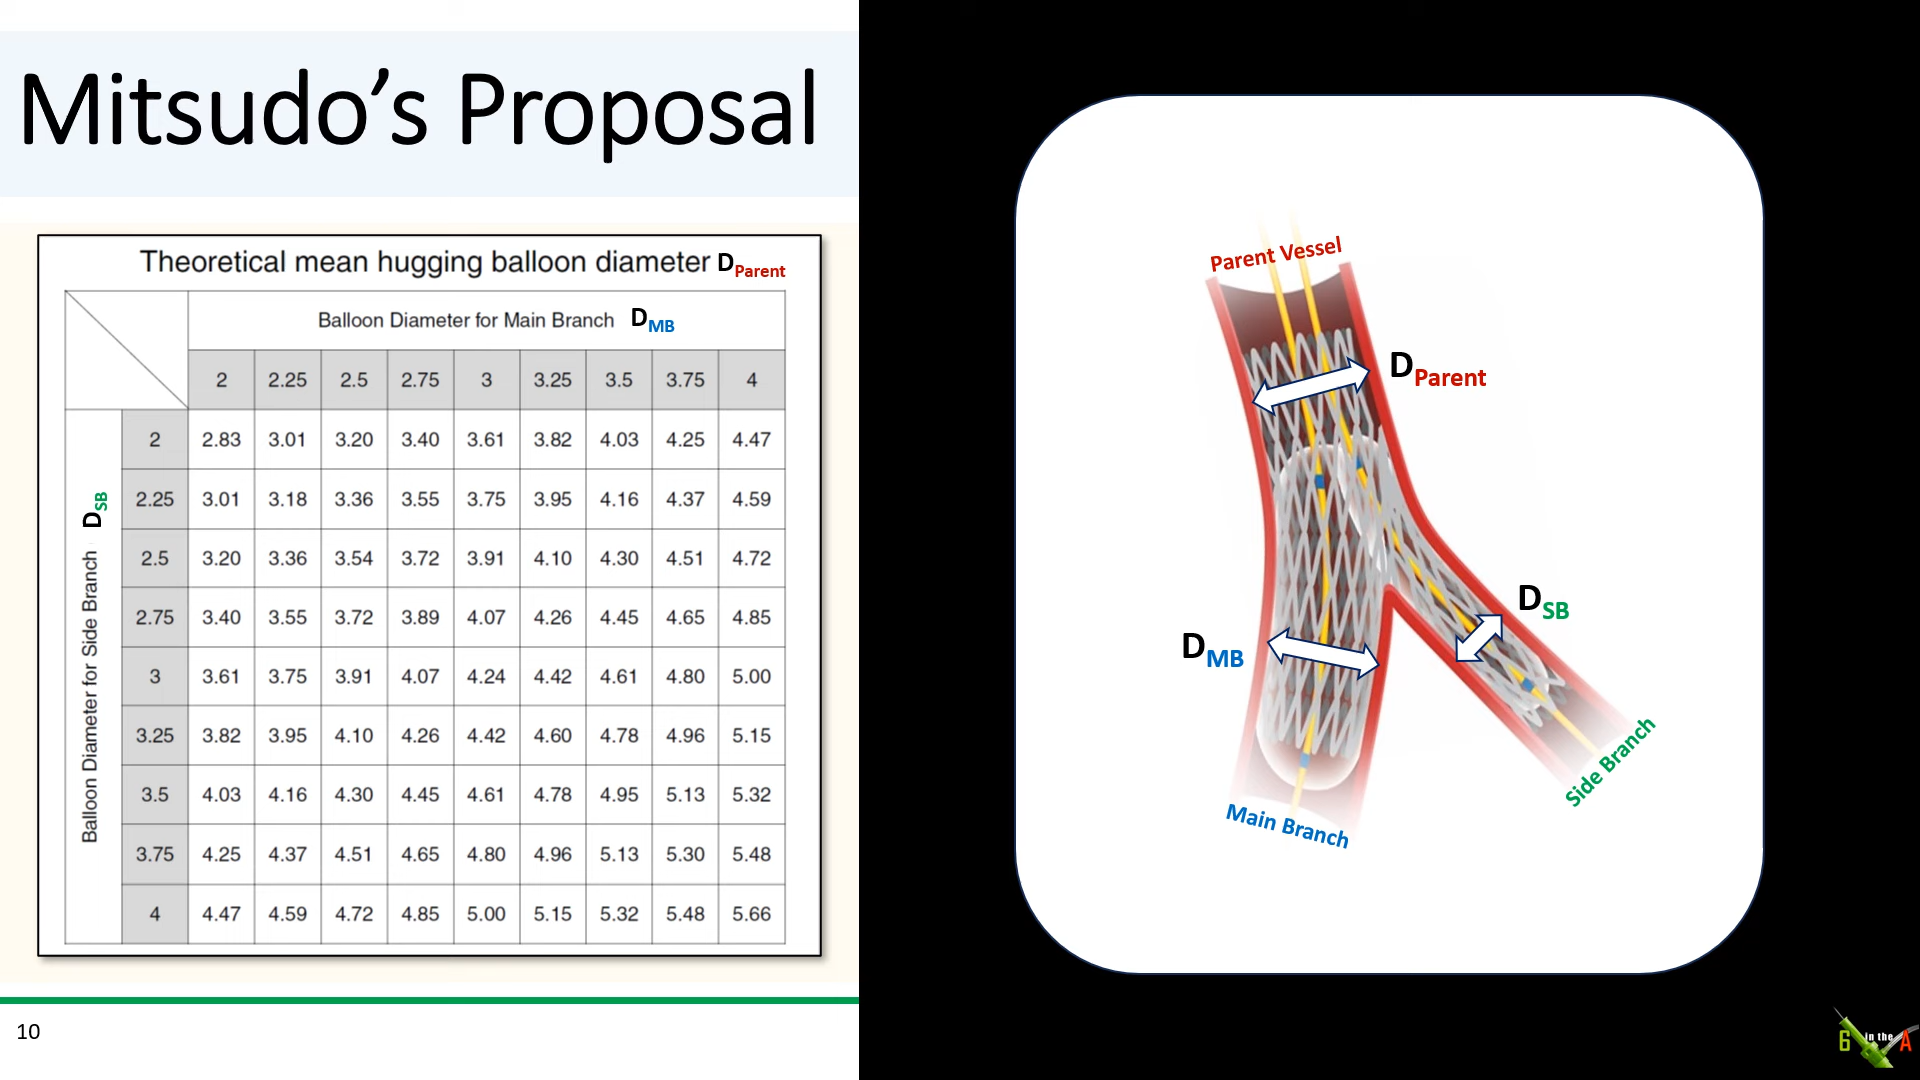 Mitsudo’s Proposal
Theoretical mean hugging balloon diameter DParent
Balloon Diameter for Main Branch DMB
2 2.25 2.5 2.75 3 3.25 3.5 3.75 4
Balloon Diameter for Side Branch DSB
2 2.83 3.01 3.20 3.40 3.61 3.82 4.03 4.25 4.47
2.25 3.01 3.18 3.36 3.55 3.75 3.95 4.16 4.37 4.59
2.5 3.20 3.36 3.54 3.72 3.91 4.10 4.30 4.51 4.72
2.75 3.40 3.55 3.72 3.89 4.07 4.26 4.45 4.65 4.85
3 3.61 3.75 3.91 4.07 4.24 4.42 4.61 4.80 5.00
3.25 3.82 3.95 4.10 4.26 4.42 4.60 4.78 4.96 5.15
3.5 4.03 4.16 4.30 4.45 4.61 4.78 4.95 5.13 5.32
3.75 4.25 4.37 4.51 4.65 4.80 4.96 5.13 5.30 5.48
4 4.47 4.59 4.72 4.85 5.00 5.15 5.32 5.48 5.66
10
Parent Vessel
DParent
DSB
DMB
Side Branch
Main Branch
6 in the A